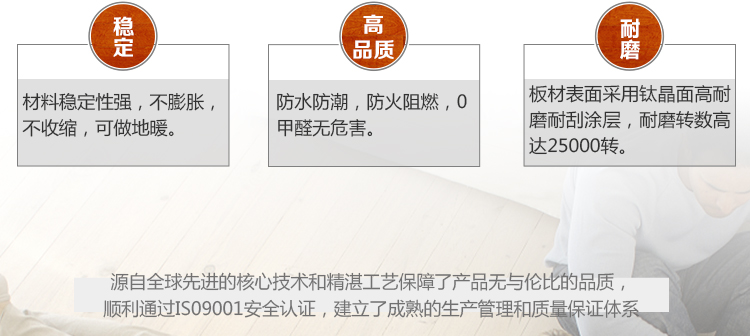 稳定
材料稳定性强，不膨胀，
不收缩，可做地暖。
高
品质
防水防潮，防火阻燃，0
甲醛无危害。
耐磨
板材表面采用钛晶面高耐
磨耐刮涂层，耐磨转数高
达25000转。
源自全球先进的核心技术和精湛工艺保障了产品无与伦比的品质，
顺利通过IS09001安全认证，建立了成熟的生产管理和质量保证体系